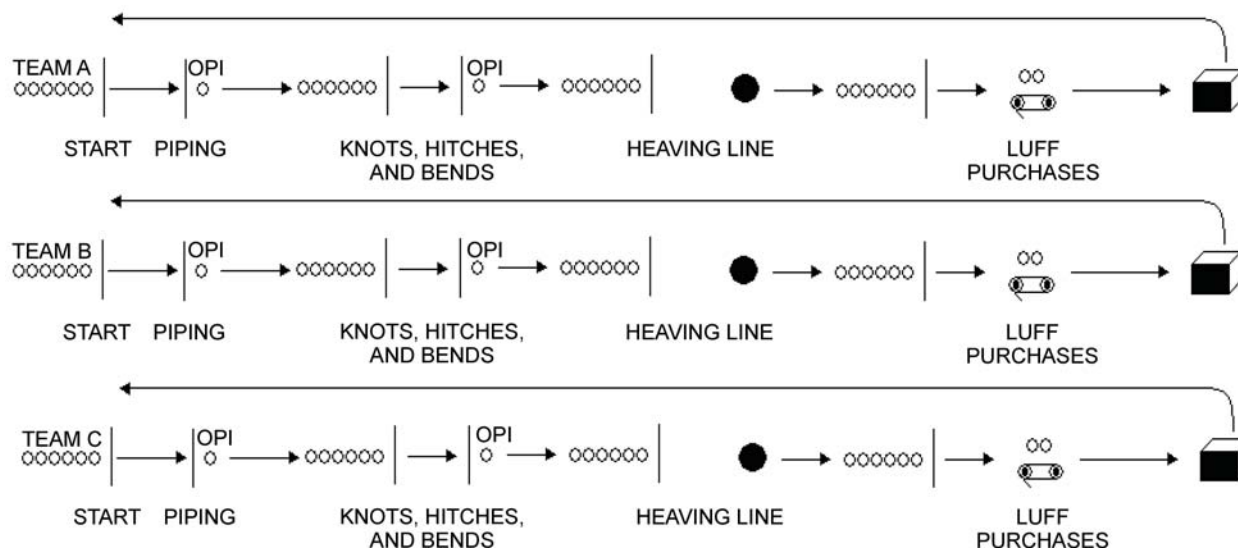 TEAM A
OPI
OPI
START PIPING KNOTS, HITCHES, HEAVING LINE LUFF
AND BENDS PURCHASES
TEAM B
OPI
OPI
START PIPING KNOTS, HITCHES, HEAVING LINE LUFF
AND BENDS PURCHASES
TEAM C
OPI
OPI
START PIPING KNOTS, HITCHES, HEAVING LINE LUFF
AND BENDS PURCHASES